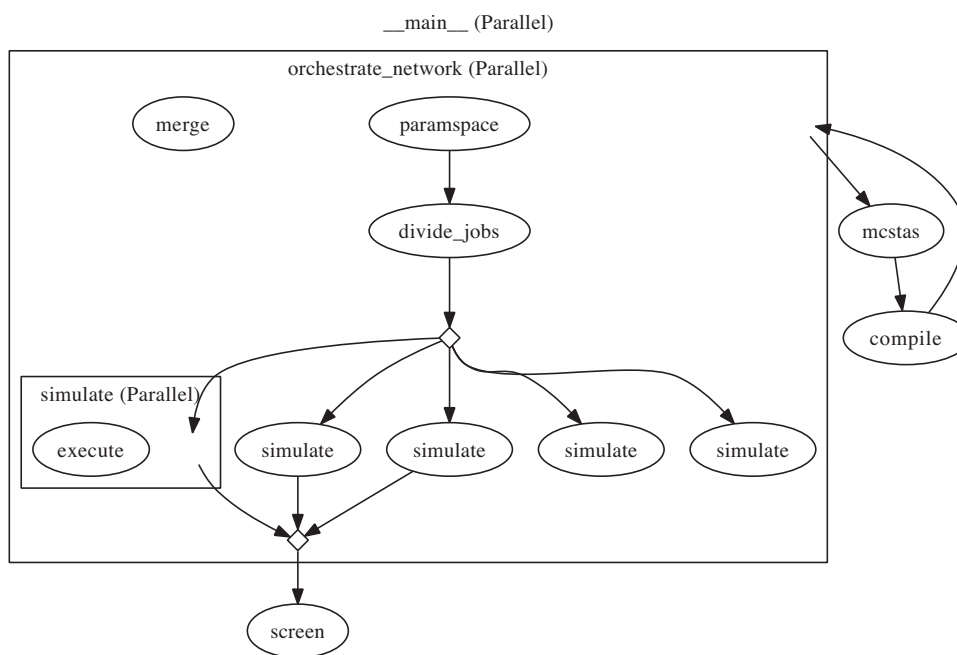 __main__ (Parallel)
orchestrate_network (Parallel)
merge
paramspace
divide_jobs
mcstas
compile
simulate (Parallel)
execute
simulate
simulate
simulate
simulate
screen